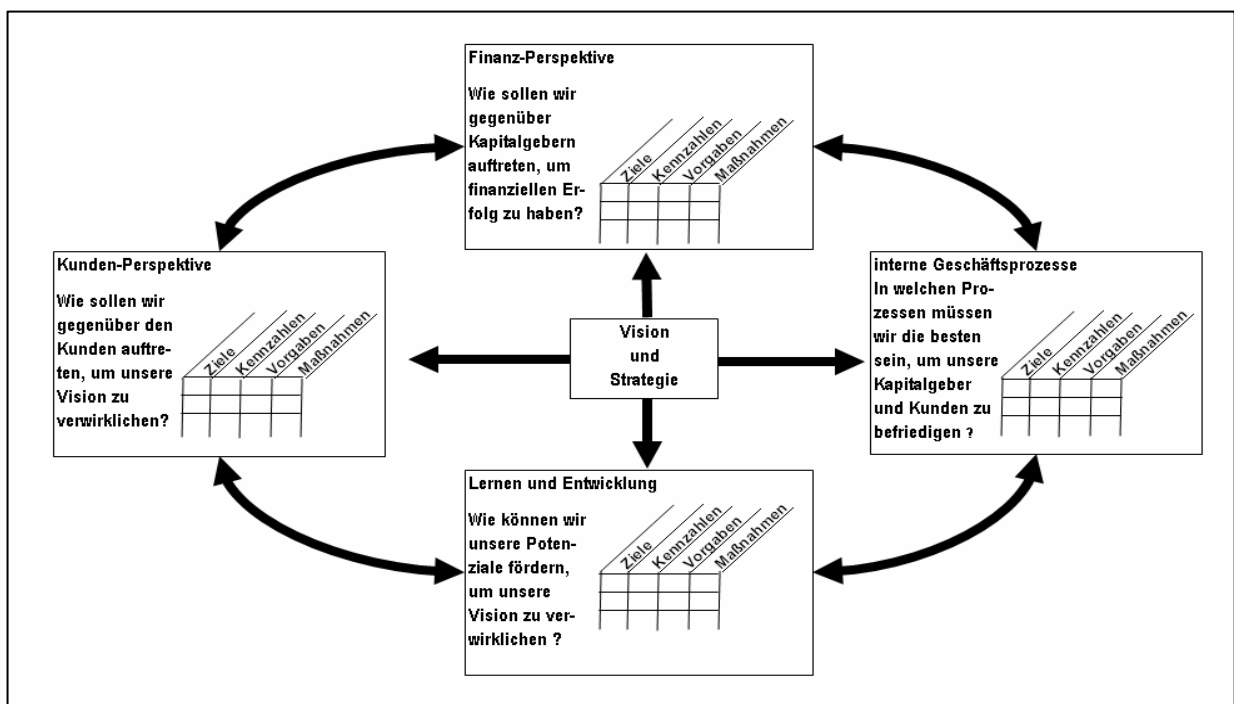 Finanz-Perspektive
Wie sollen wir
gegenüber
Kapitalgebern
auftreten, um
finanziellen Er-
folg zu haben?
Ziele
Kennzahlen
Vorgaben
Maßnahmen
Kunden-Perspektive
Wie sollen wir
gegenüber den
Kunden auftre-
ten, um unsere
Vision zu
verwirklichen?
Ziele
Kennzahlen
Vorgaben
Maßnahmen
Vision
und
Strategie
interne Geschäftsprozesse
In welchen Pro-
zessen müssen
wir die besten
sein, um unsere
Kapitalgeber
und Kunden zu
befriedigen ?
Ziele
Kennzahlen
Vorgaben
Maßnahmen
Lernen und Entwicklung
Wie können wir
unsere Poten-
ziale fördern,
um unsere
Vision zu ver-
wirklichen ?
Ziele
Kennzahlen
Vorgaben
Maßnahmen